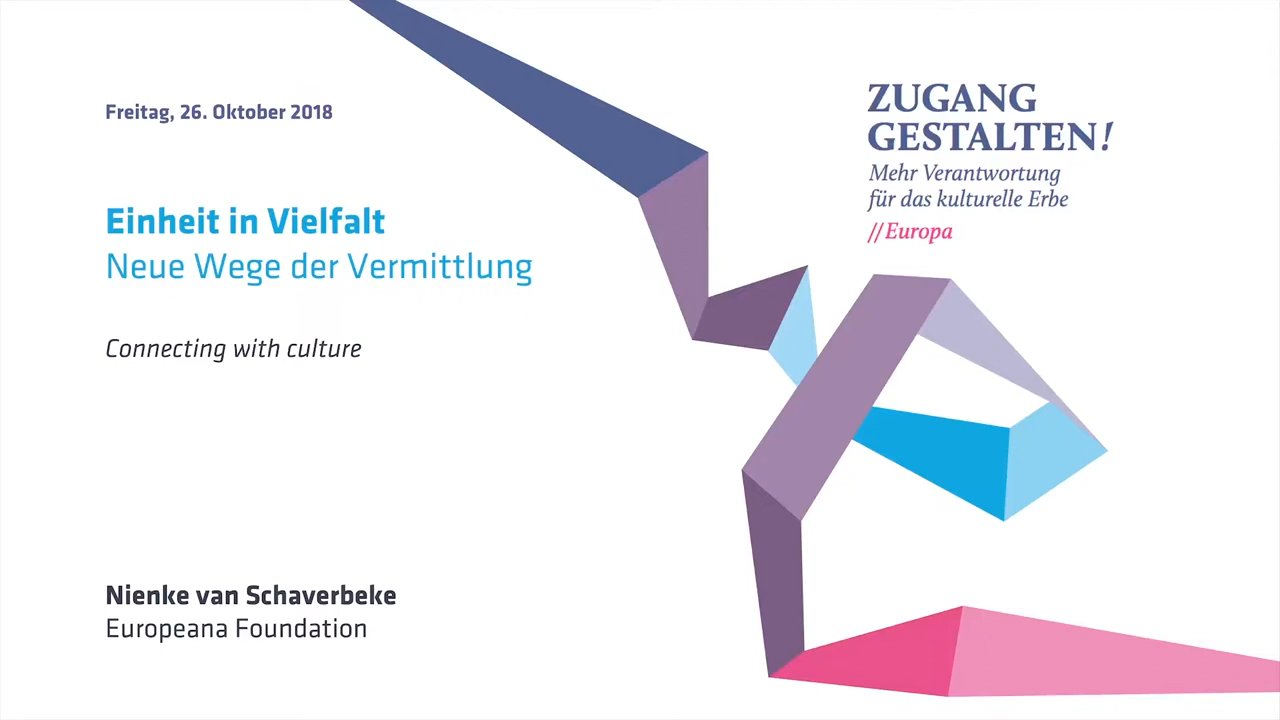 Freitag, 26. Oktober 2018
Einheit in Vielfalt
Neue Wege der Vermittlung
Connecting with culture
Nienke van Schaverbeke
Europeana Foundation
ZUGANG
GESTALTEN!
Mehr Verantwortung
für das kulturelle Erbe
//Europa